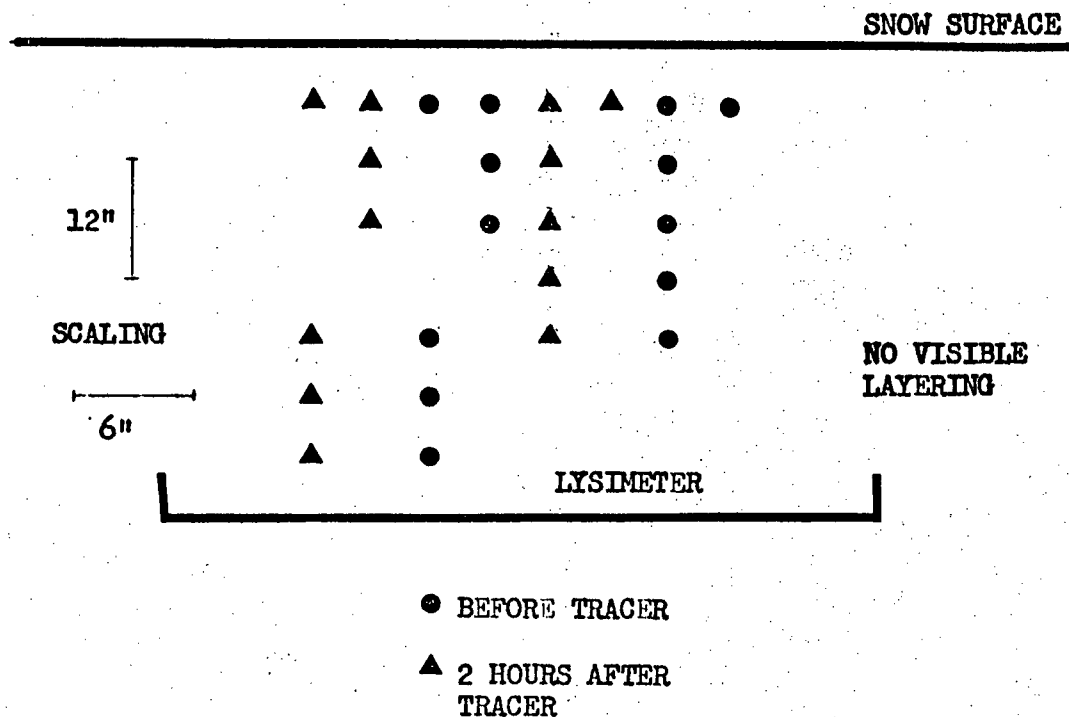 SNOW SURFACE
12"
SCALING
6"
NO VISIBLE
LAYERING
LYSIMETER
BEFORE TRACER
2 HOURS AFTER
TRACER